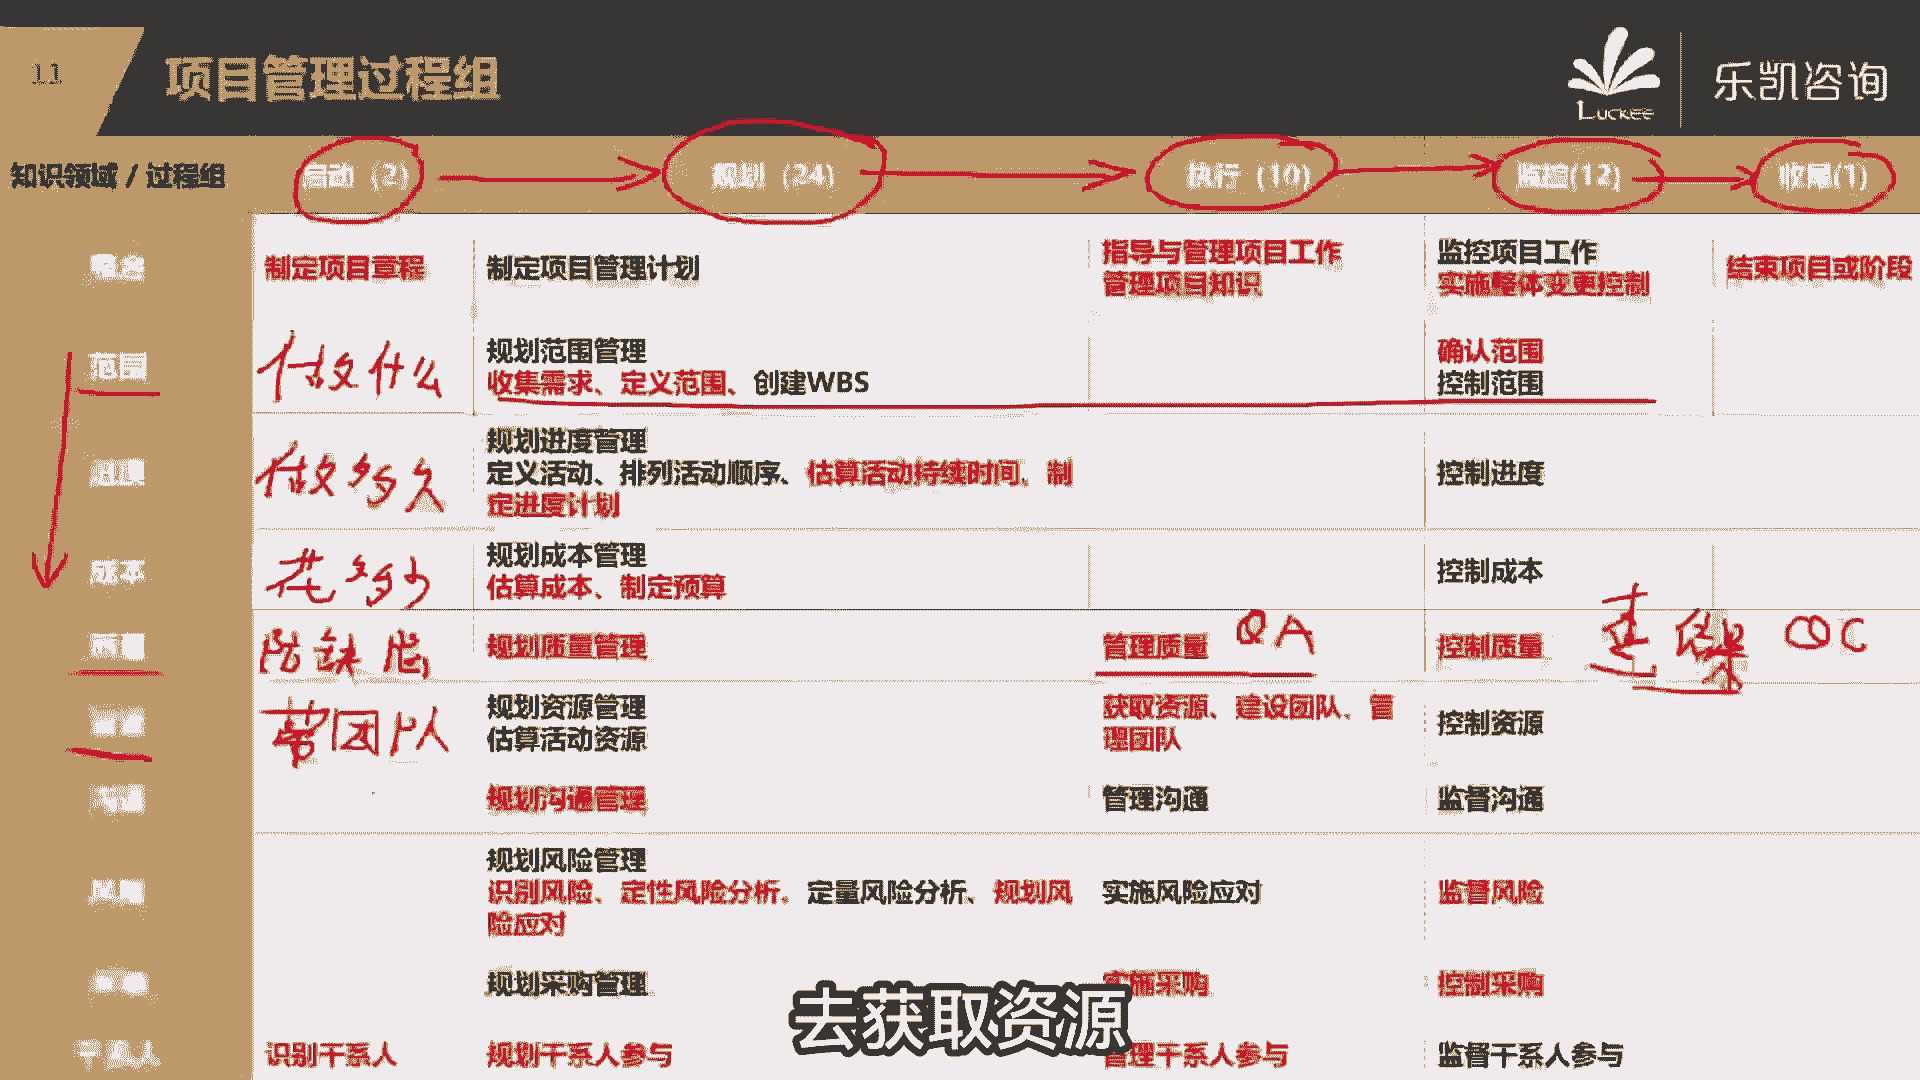 11
项目管理过程组
LUCKEE
乐凯咨询
知识领域 / 过程组
启动 (2)
规划 (24)
执行 (10)
监控(12)
收尾(1)
制定项目章程
制定项目管理计划
指导与管理项目工作
管理项目知识
监控项目工作
实施整体变更控制
结束项目或阶段
范围
做什么
规划范围管理
收集需求、定义范围、创建WBS
确认范围
控制范围
做多久
规划进度管理
定义活动、排列活动顺序、估算活动持续时间、制
定进度计划
控制进度
成本
花多少
规划成本管理
估算成本、制定预算
控制成本
质量
防缺陷
规划质量管理
管理质量 QA
控制质量
QC
管团队
规划资源管理
估算活动资源
获取资源、建设团队、管
理团队
控制资源
沟通
规划沟通管理
管理沟通
监督沟通
风险
规划风险管理
识别风险、定性风险分析、定量风险分析、规划风
险应对
实施风险应对
监督风险
规划采购管理
实施采购
控制采购
干系人
识别干系人
规划干系人参与
管理干系人参与
监督干系人参与
去获取资源